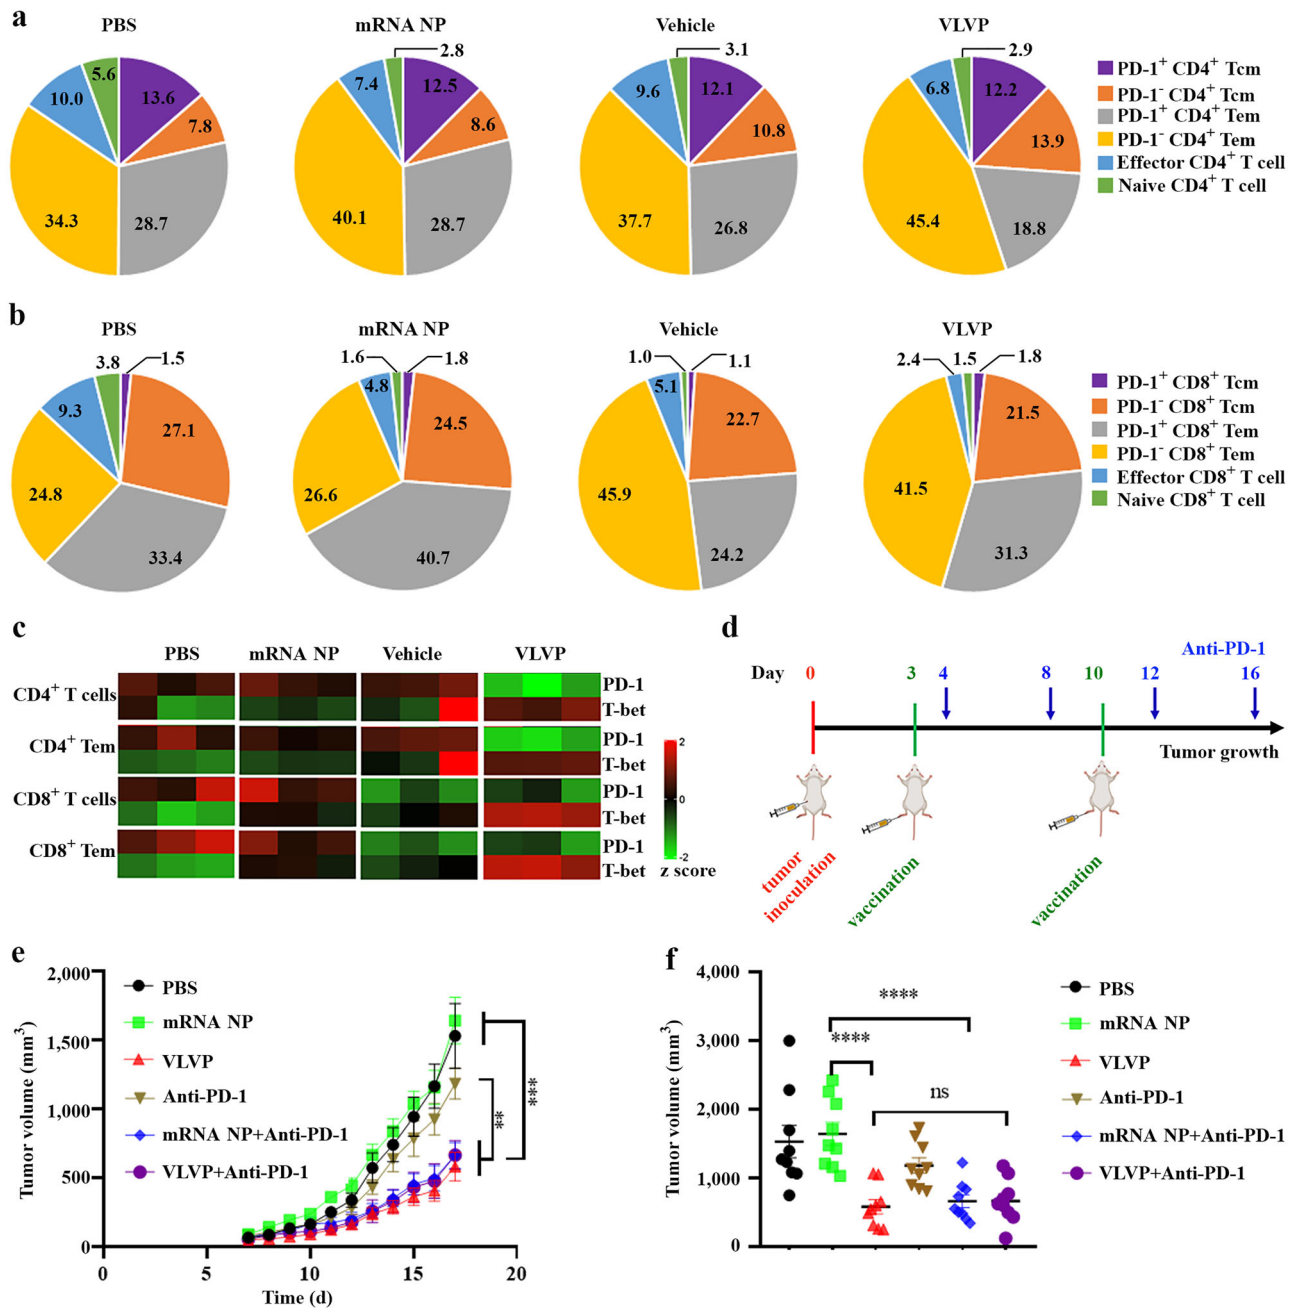 a
PBS
mRNA NP
Vehicle
VLVP
5.6
13.6
7.8
28.7
34.3
10.0
2.8
12.5
8.6
28.7
40.1
7.4
3.1
12.1
10.8
26.8
37.7
9.6
2.9
12.2
13.9
18.8
45.4
6.8
PD-1⁺ CD4⁺ Tcm
PD-1⁻ CD4⁺ Tcm
PD-1⁺ CD4⁺ Tem
PD-1⁻ CD4⁺ Tem
Effector CD4⁺ T cell
Naive CD4⁺ T cell
b
PBS
mRNA NP
Vehicle
VLVP
3.8
1.5
27.1
33.4
24.8
9.3
1.6
1.8
24.5
40.7
26.6
4.8
1.0
1.1
22.7
24.2
45.9
5.1
2.4
1.5
1.8
21.5
31.3
41.5
PD-1⁺ CD8⁺ Tcm
PD-1⁻ CD8⁺ Tcm
PD-1⁺ CD8⁺ Tem
PD-1⁻ CD8⁺ Tem
Effector CD8⁺ T cell
Naive CD8⁺ T cell
c
PBS
mRNA NP
Vehicle
VLVP
CD4⁺ T cells
PD-1
T-bet
CD4⁺ Tem
PD-1
T-bet
CD8⁺ T cells
PD-1
T-bet
CD8⁺ Tem
PD-1
T-bet
2
0
-2
z score
d
Anti-PD-1
Day
0
3
4
8
10
12
16
Tumor growth
tumor
inoculation
vaccination
vaccination
e
Tumor volume (mm³)
2,000
1,500
1,000
500
0
0
5
10
15
20
Time (d)
PBS
mRNA NP
VLVP
Anti-PD-1
mRNA NP+Anti-PD-1
VLVP+Anti-PD-1
**
***
f
Tumor volume (mm³)
4,000
3,000
2,000
1,000
0
****
****
ns
PBS
mRNA NP
VLVP
Anti-PD-1
mRNA NP+Anti-PD-1
VLVP+Anti-PD-1